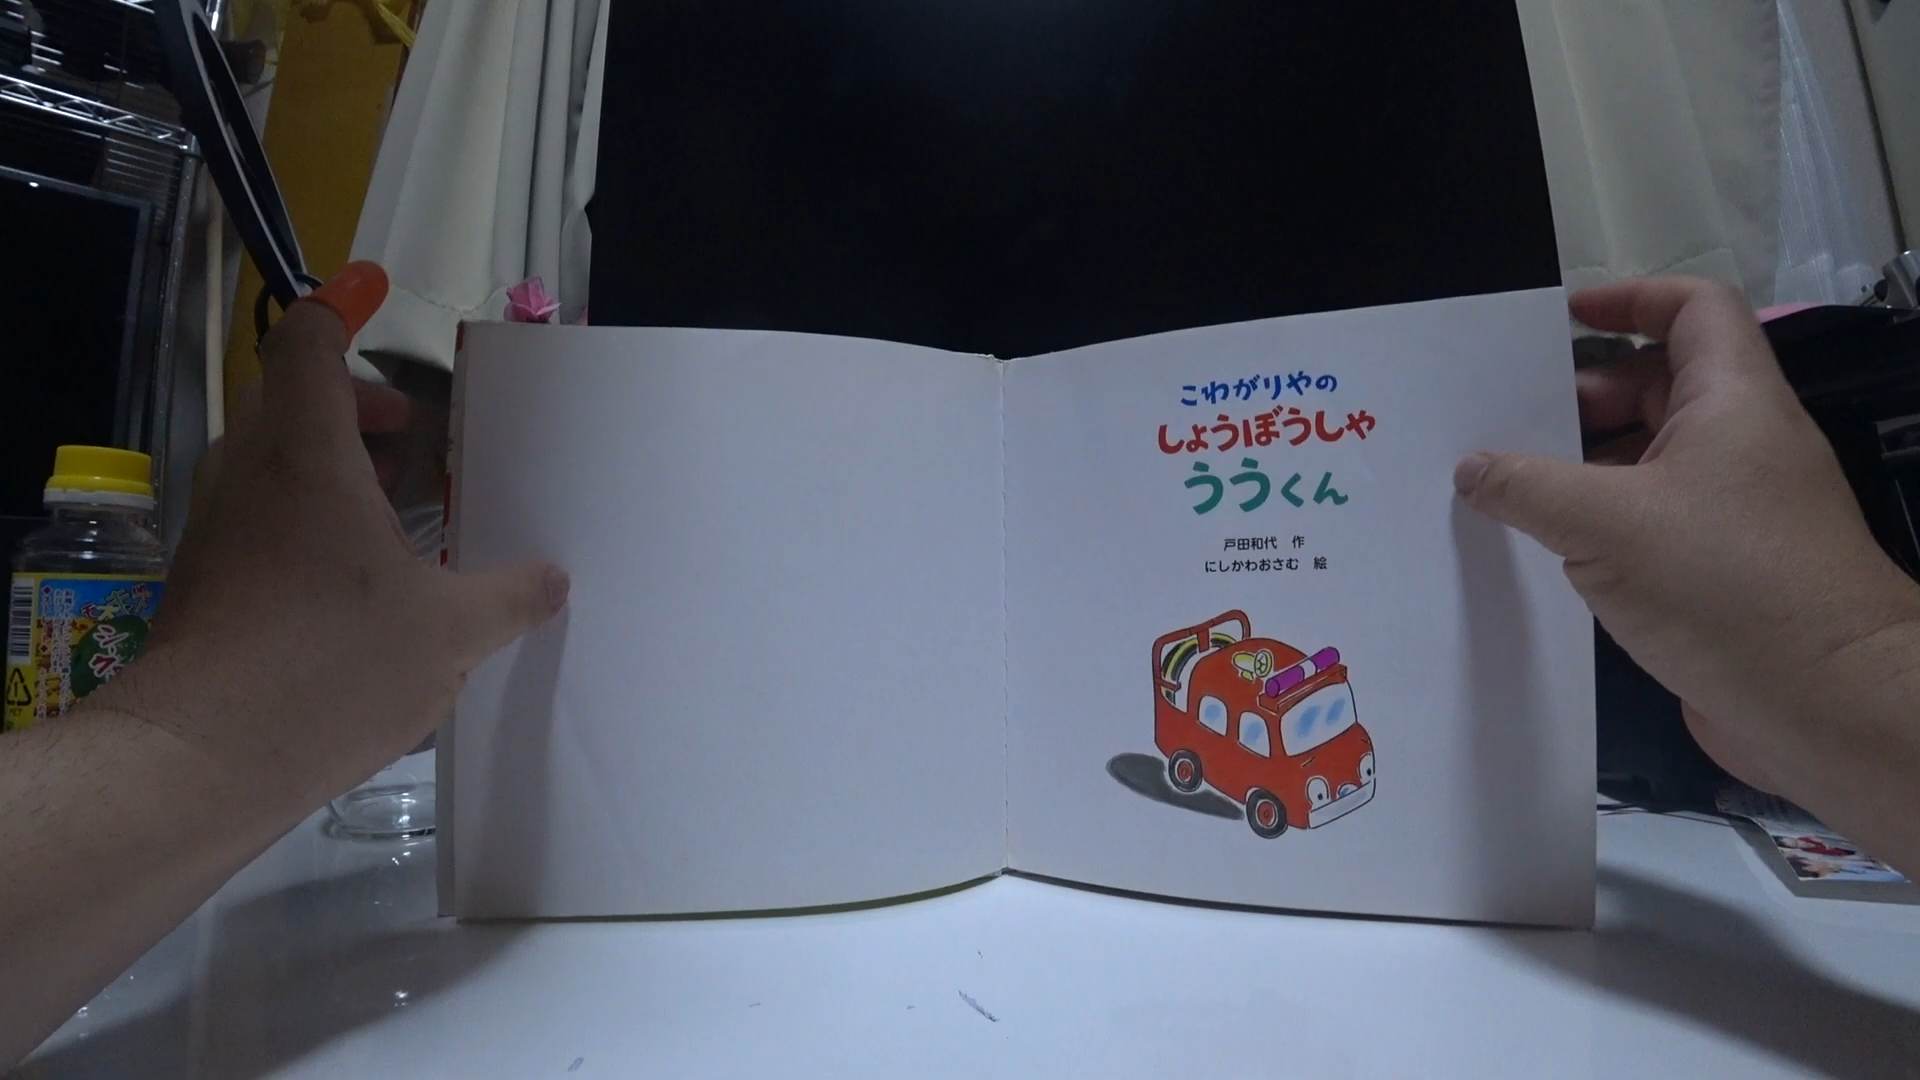 こわがりやの
しょうぼうしゃ
ううくん
戸田和代 作
にしかわおさむ 絵